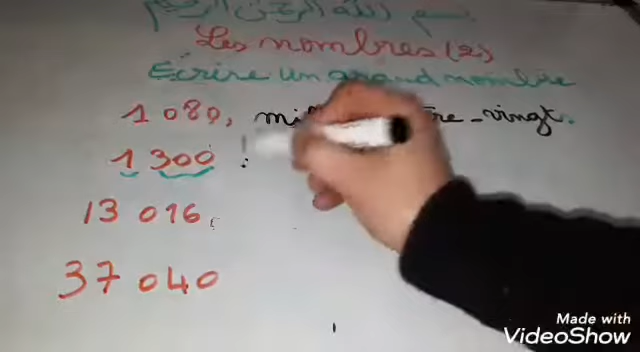 بسم الله الرحمن الرحيم
Les nombres (2)
Écrire un grand nombre
1 080, -vingt.
1 300 :
13 016
37 040
Made with
VideoShow